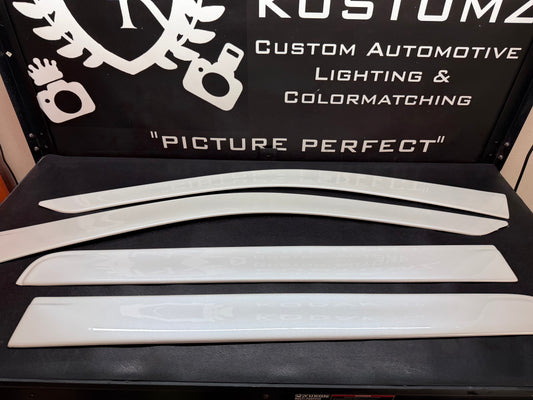 KUSTOMZ
CUSTOM AUTOMOTIVE
LIGHTING &
COLORMATCHING
"PICTURE PERFECT"